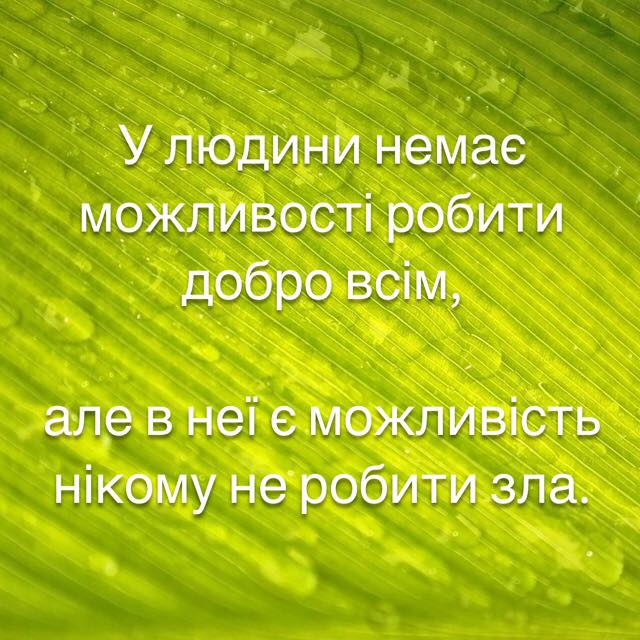 У людини немає
можливості робити
добро всім,
але в неї є можливість
нікому не робити зла.